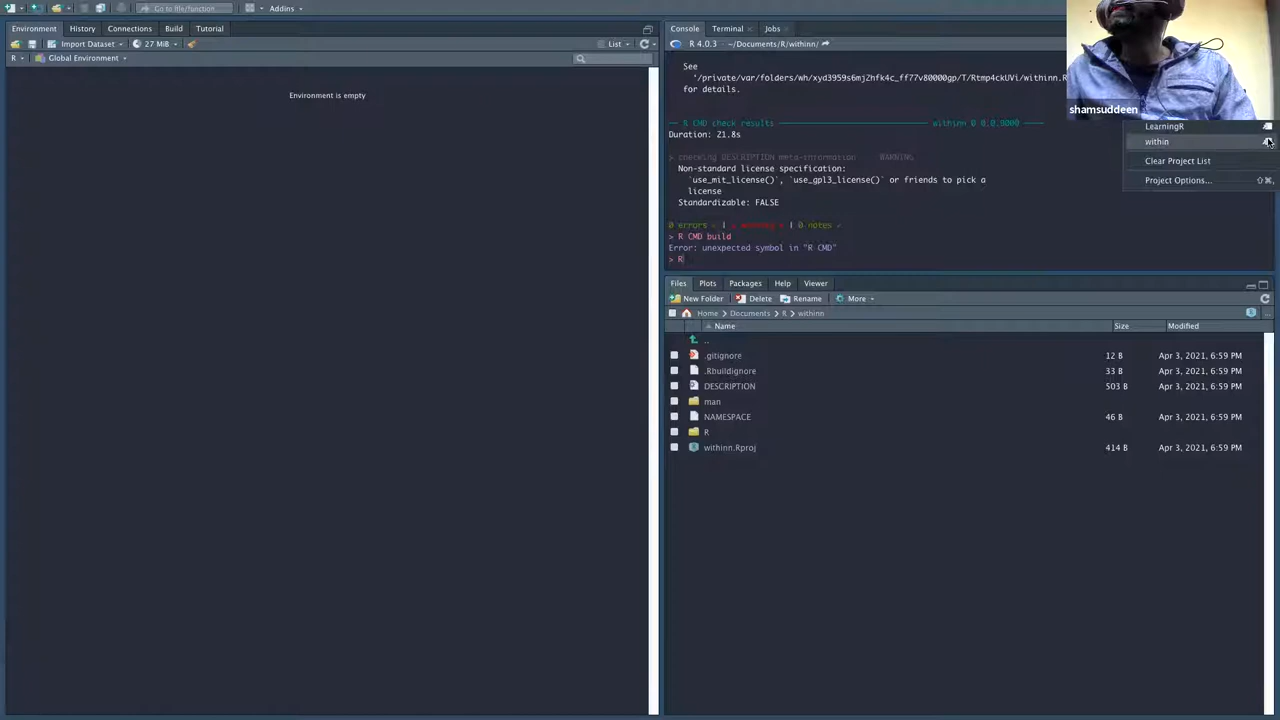 Go to file/function
Addins
Environment
History
Connections
Build
Tutorial
Import Dataset
27 MiB
List
R
Global Environment
Environment is empty
Console
Terminal
Jobs
R 4.0.3 · ~/Documents/R/withinn/
See
'/private/var/folders/wh/xyd3959s6mj2hfk4c_ff77v80000gp/T/Rtmp4ckUVi/withinn.R
for details.
── R CMD check results ── withinn 0.0.0.9000 ──
Duration: 21.8s
> checking DESCRIPTION meta-information ... WARNING
Non-standard license specification:
`use_mit_license()`, `use_gpl3_license()` or friends to pick a
license
Standardizable: FALSE
0 errors ✓ | 1 warning x | 0 notes ✓
> R CMD build
Error: unexpected symbol in "R CMD"
> R
shamsuddeen
LearningR
within
Clear Project List
Project Options...
Files
Plots
Packages
Help
Viewer
New Folder
Delete
Rename
More
Home
Documents
R
withinn
Name
Size
Modified
..
.gitignore 12 B Apr 3, 2021, 6:59 PM
.Rbuildignore 33 B Apr 3, 2021, 6:59 PM
DESCRIPTION 503 B Apr 3, 2021, 6:59 PM
man
NAMESPACE 46 B Apr 3, 2021, 6:59 PM
R
withinn.Rproj 414 B Apr 3, 2021, 6:59 PM